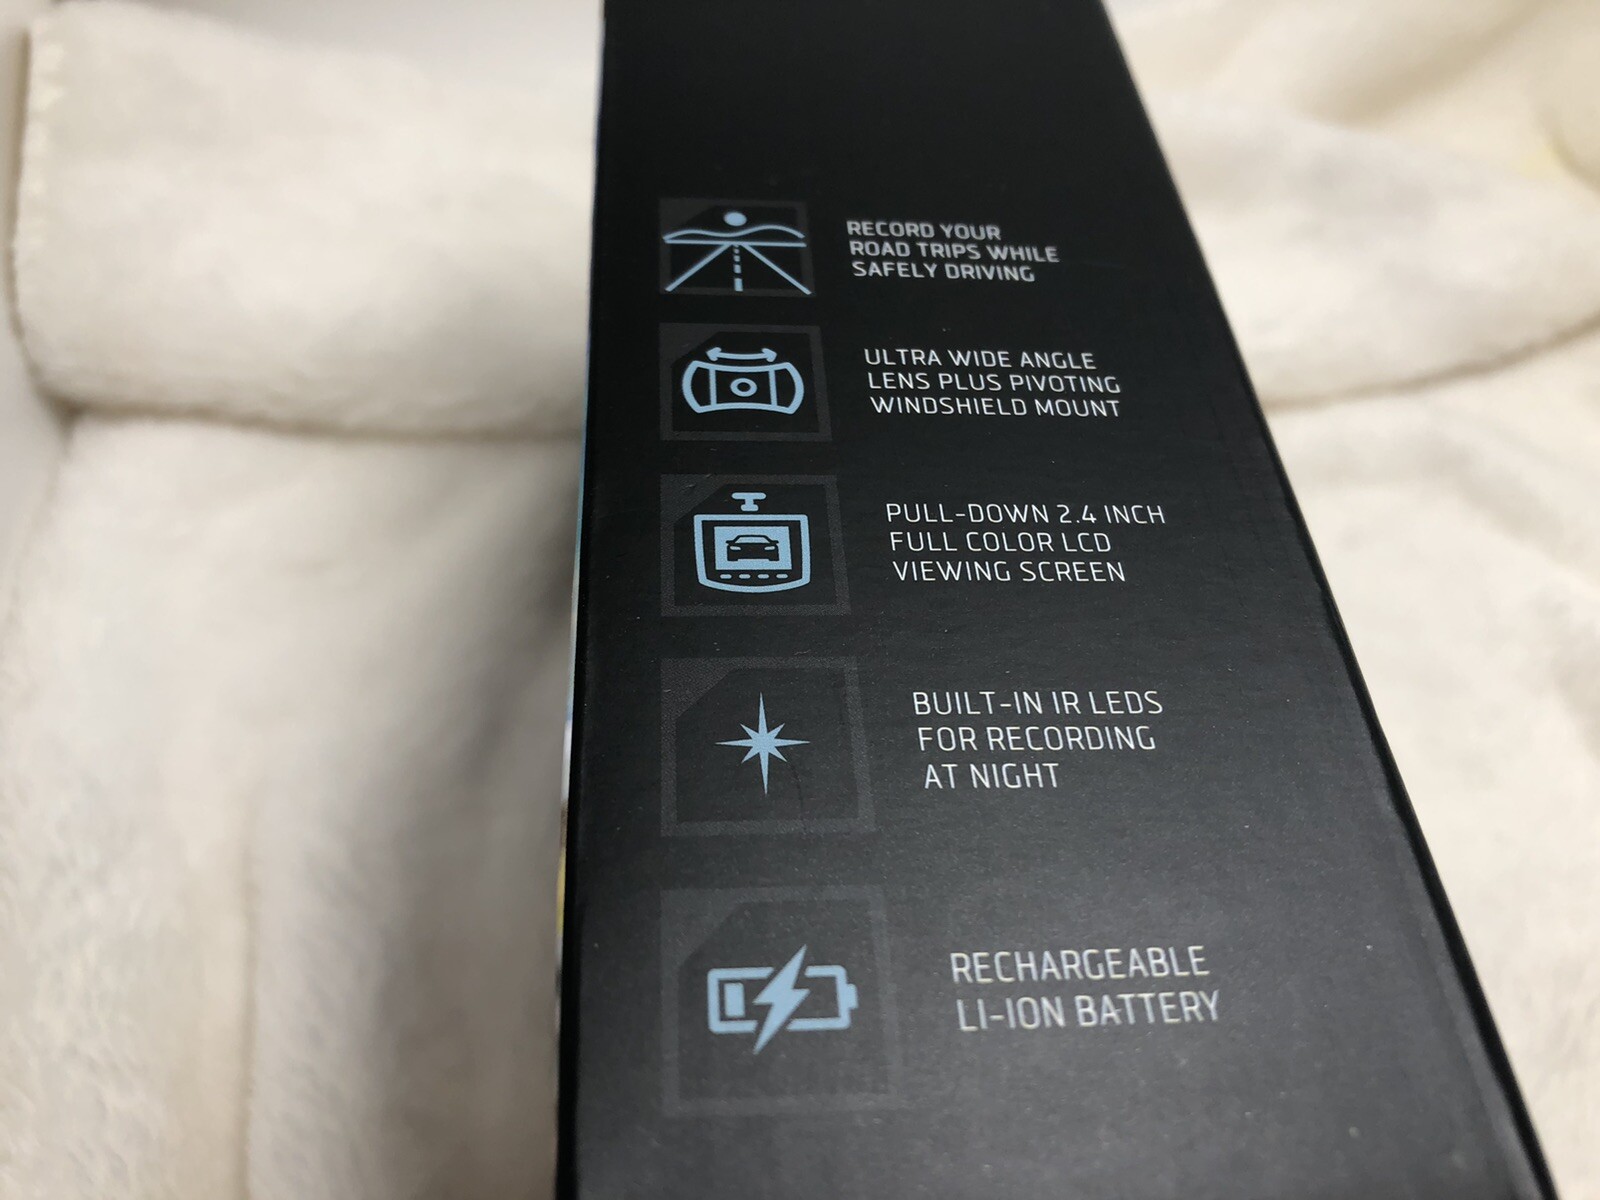 RECORD YOUR
ROAD TRIPS WHILE
SAFELY DRIVING
ULTRA WIDE ANGLE
LENS PLUS PIVOTING
WINDSHIELD MOUNT
PULL-DOWN 2.4 INCH
FULL COLOR LCD
VIEWING SCREEN
BUILT-IN IR LEDS
FOR RECORDING
AT NIGHT
RECHARGEABLE
LI-ION BATTERY